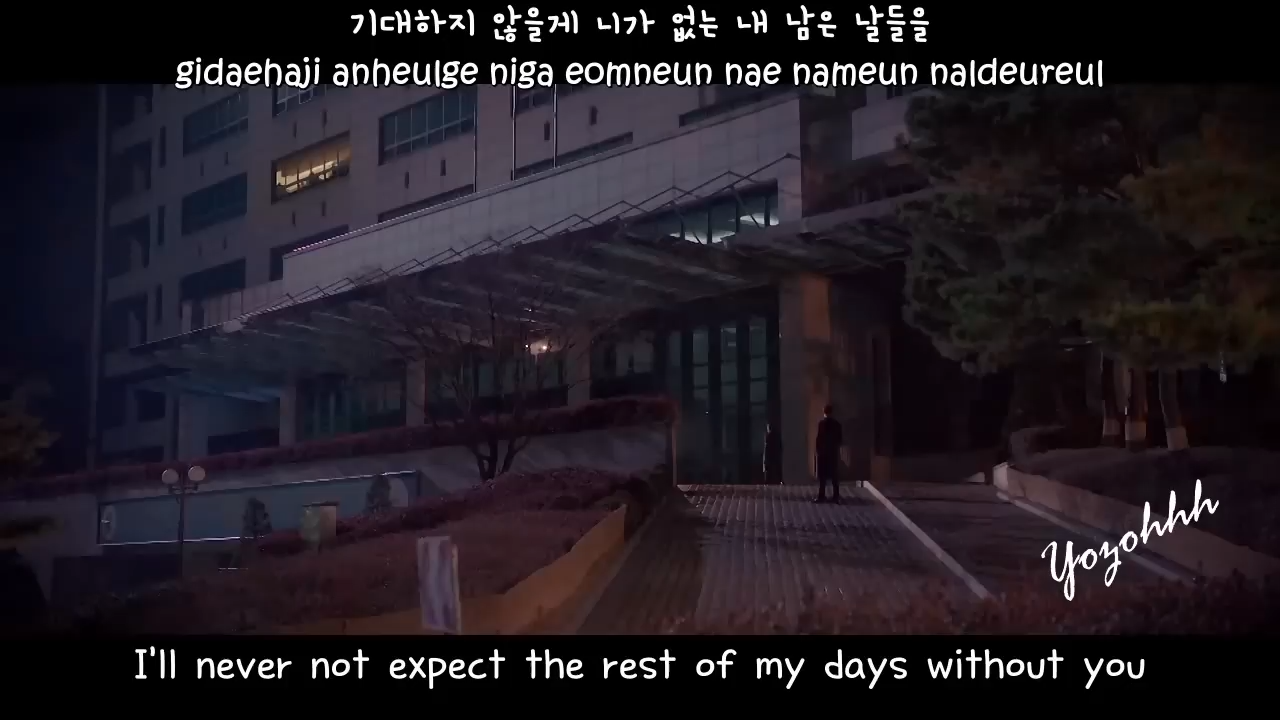 기대하지 않을게 니가 없는 내 남은 날들을
gidaehaji anheulge niga eomneun nae nameun naldeureul
Yozohhh
I'll never not expect the rest of my days without you